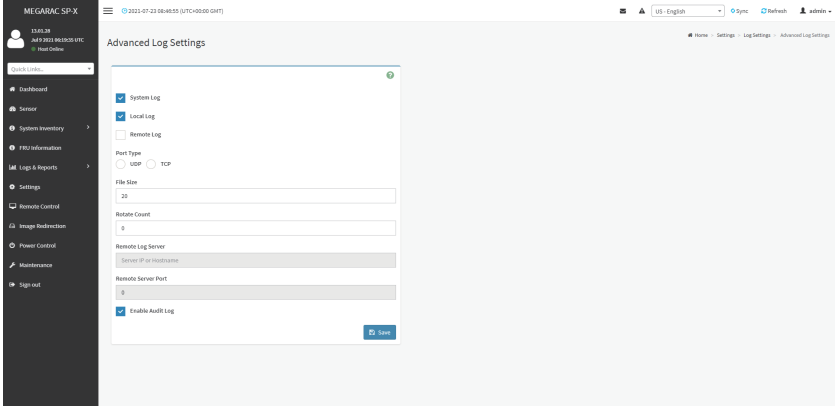 MEGARAC SP-X
2021-07-23 08:46:55 (UTC+00:00 GMT)
US - English
Sync
Refresh
admin
13.01.28
Jul 9 2021 06:19:55 UTC
Host Online
Quick Links...
Dashboard
Sensor
System Inventory
FRU Information
Logs & Reports
Settings
Remote Control
Image Redirection
Power Control
Maintenance
Sign out
Advanced Log Settings
Home > Settings > Log Settings > Advanced Log Settings
System Log
Local Log
Remote Log
Port Type
UDP TCP
File Size
20
Rotate Count
0
Remote Log Server
Server IP or Hostname
Remote Server Port
0
Enable Audit Log
Save